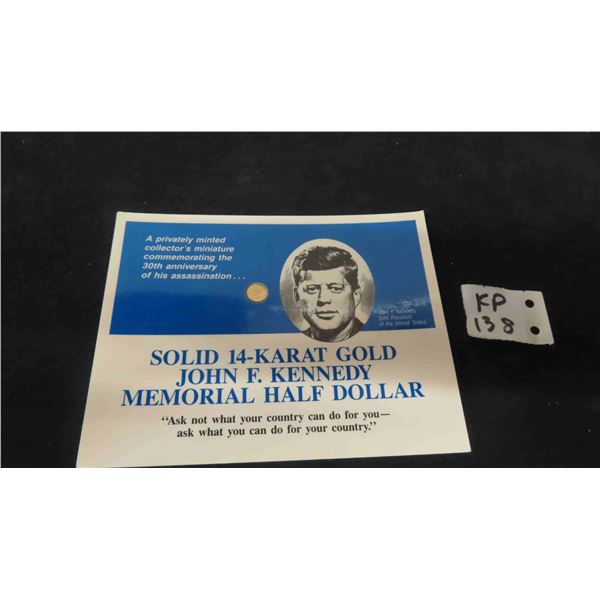 A privately minted
collector's miniature
commemorating the
30th anniversary
of his assassination...
John F. Kennedy
35th President
of the United States
SOLID 14-KARAT GOLD
JOHN F. KENNEDY
MEMORIAL HALF DOLLAR
"Ask not what your country can do for you—
ask what you can do for your country."
KP
138